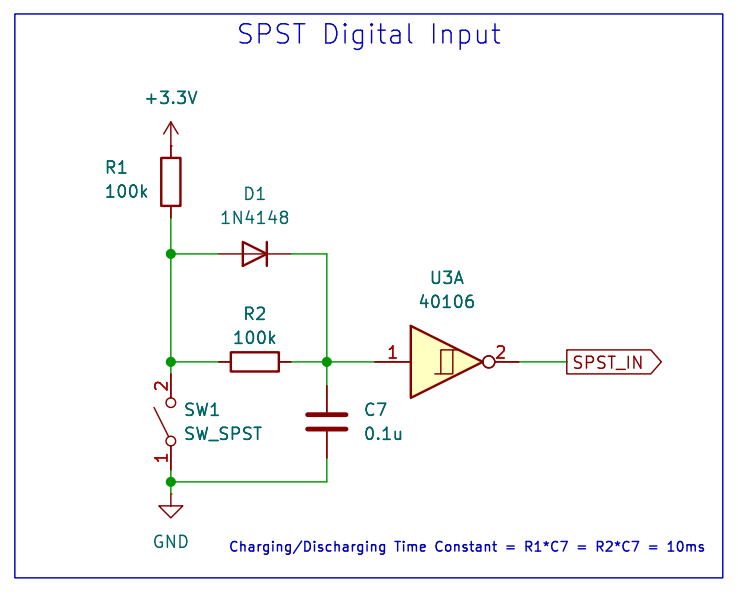 SPST Digital Input
+3.3V
R1
100k
D1
1N4148
U3A
40106
R2
100k
1
2
SPST_IN
2
SW1
SW_SPST
1
C7
0.1u
GND
Charging/Discharging Time Constant = R1*C7 = R2*C7 = 10ms